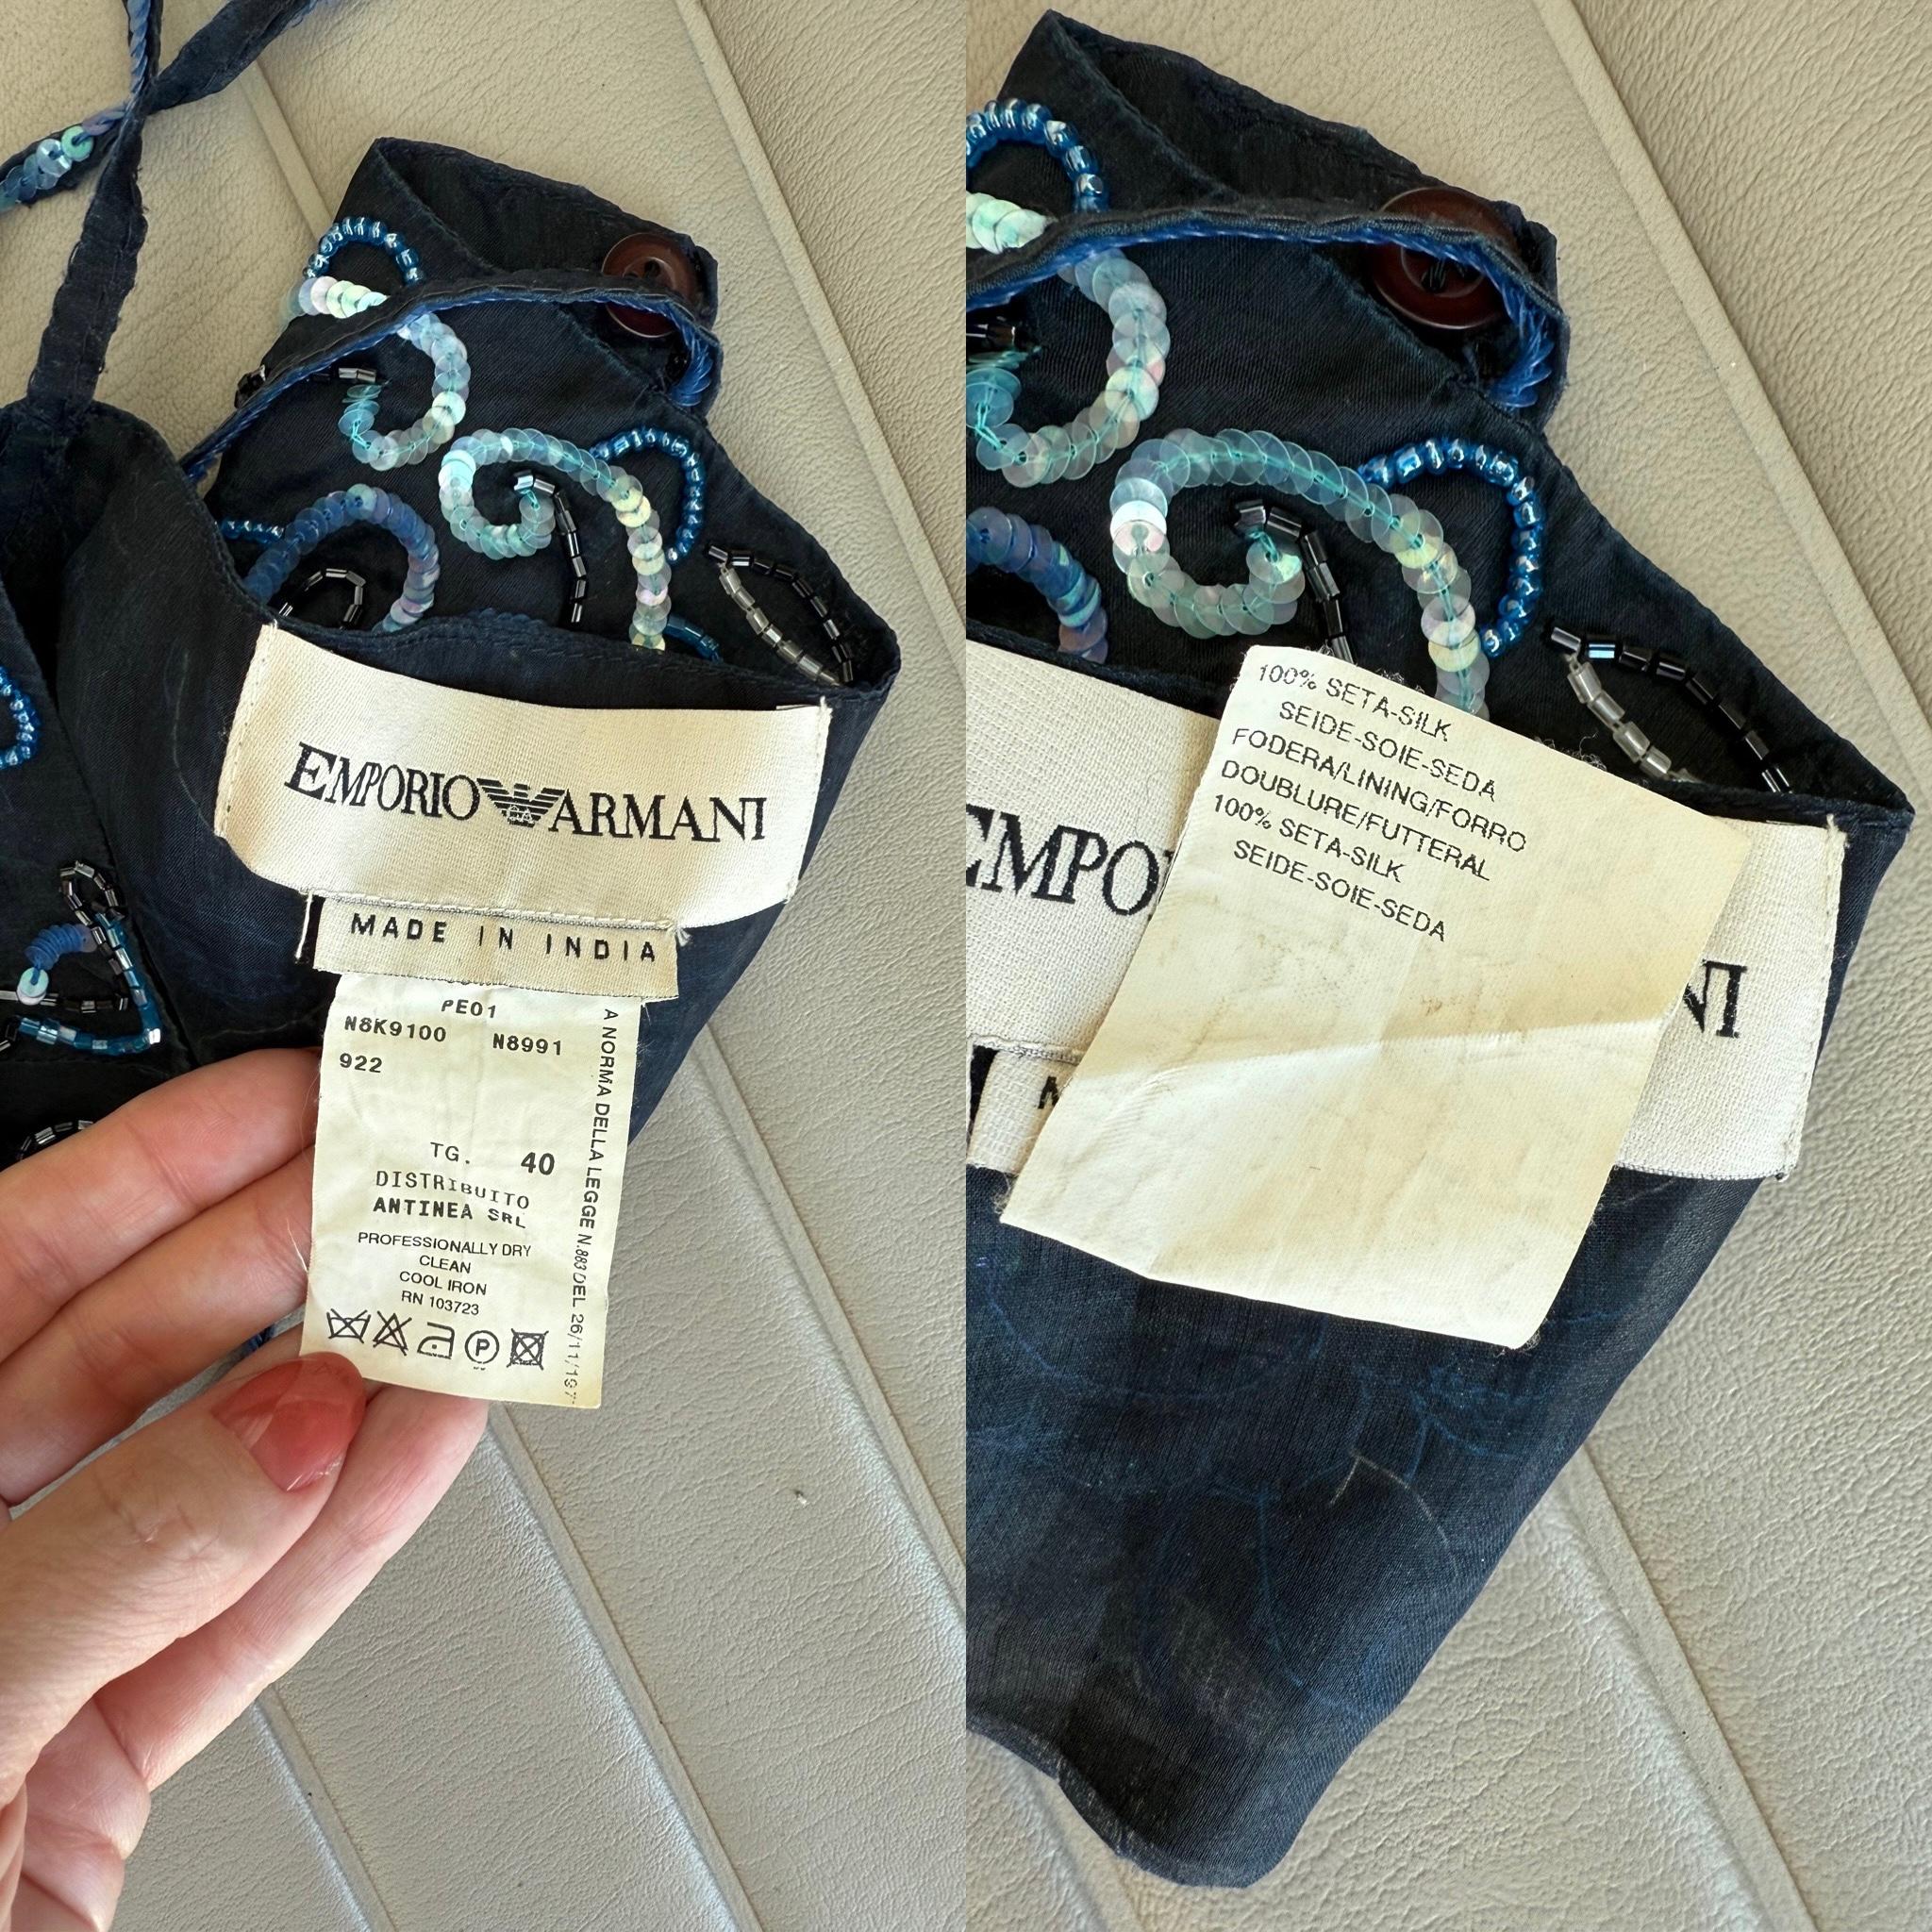 EMPORIO ARMANI
MADE IN INDIA
PE01
N8K9100 N8991
922
TG. 40
DISTRIBUITO
ANTINEA SRL
PROFESSIONALLY DRY
CLEAN
COOL IRON
RN 103723
P
A NORMA DELLA LEGGE N.883 DEL 26/11/197
100% SETA-SILK
SEIDE-SOIE-SEDA
FODERA/LINING/FORRO
DOUBLURE/FUTTERAL
100% SETA-SILK
SEIDE-SOIE-SEDA
EMPO
NI
M